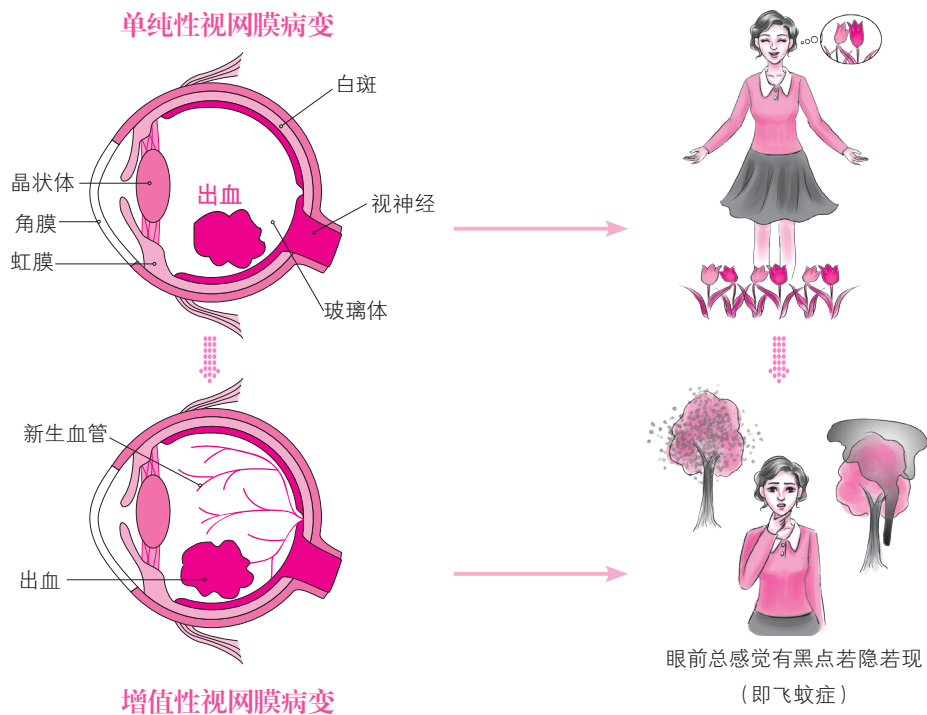 单纯性视网膜病变
白斑
晶状体
出血
视神经
角膜
虹膜
玻璃体
新生血管
出血
眼前总感觉有黑点若隐若现
（即飞蚊症）
增值性视网膜病变